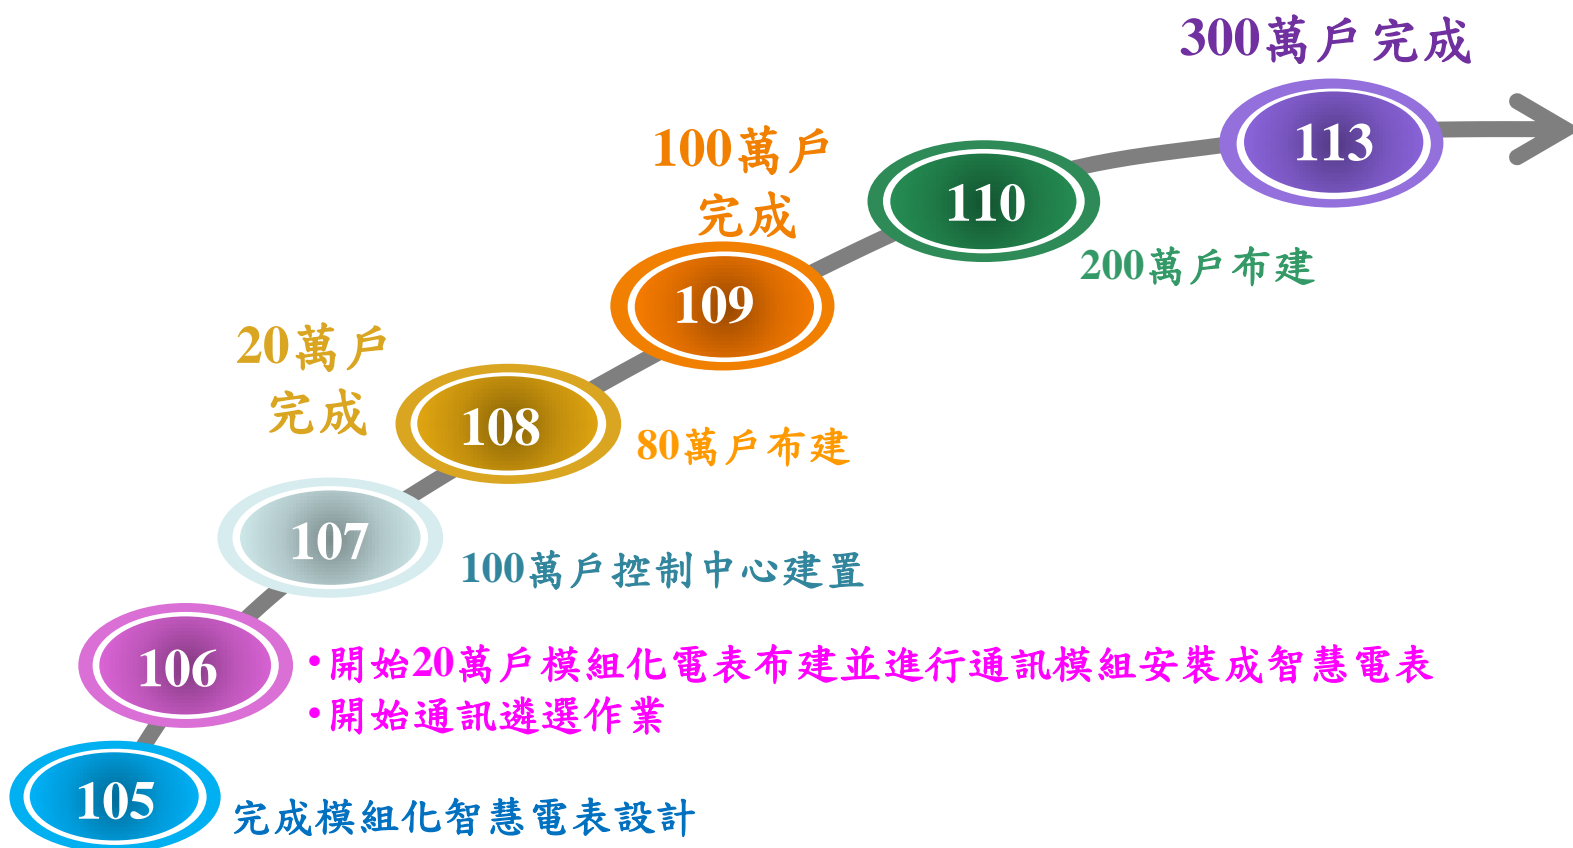 300萬戶完成
113
100萬戶
完成
110
200萬戶布建
109
20萬戶
完成
108
80萬戶布建
107
100萬戶控制中心建置
106
•開始20萬戶模組化電表布建並進行通訊模組安裝成智慧電表
•開始通訊遴選作業
105
完成模組化智慧電表設計